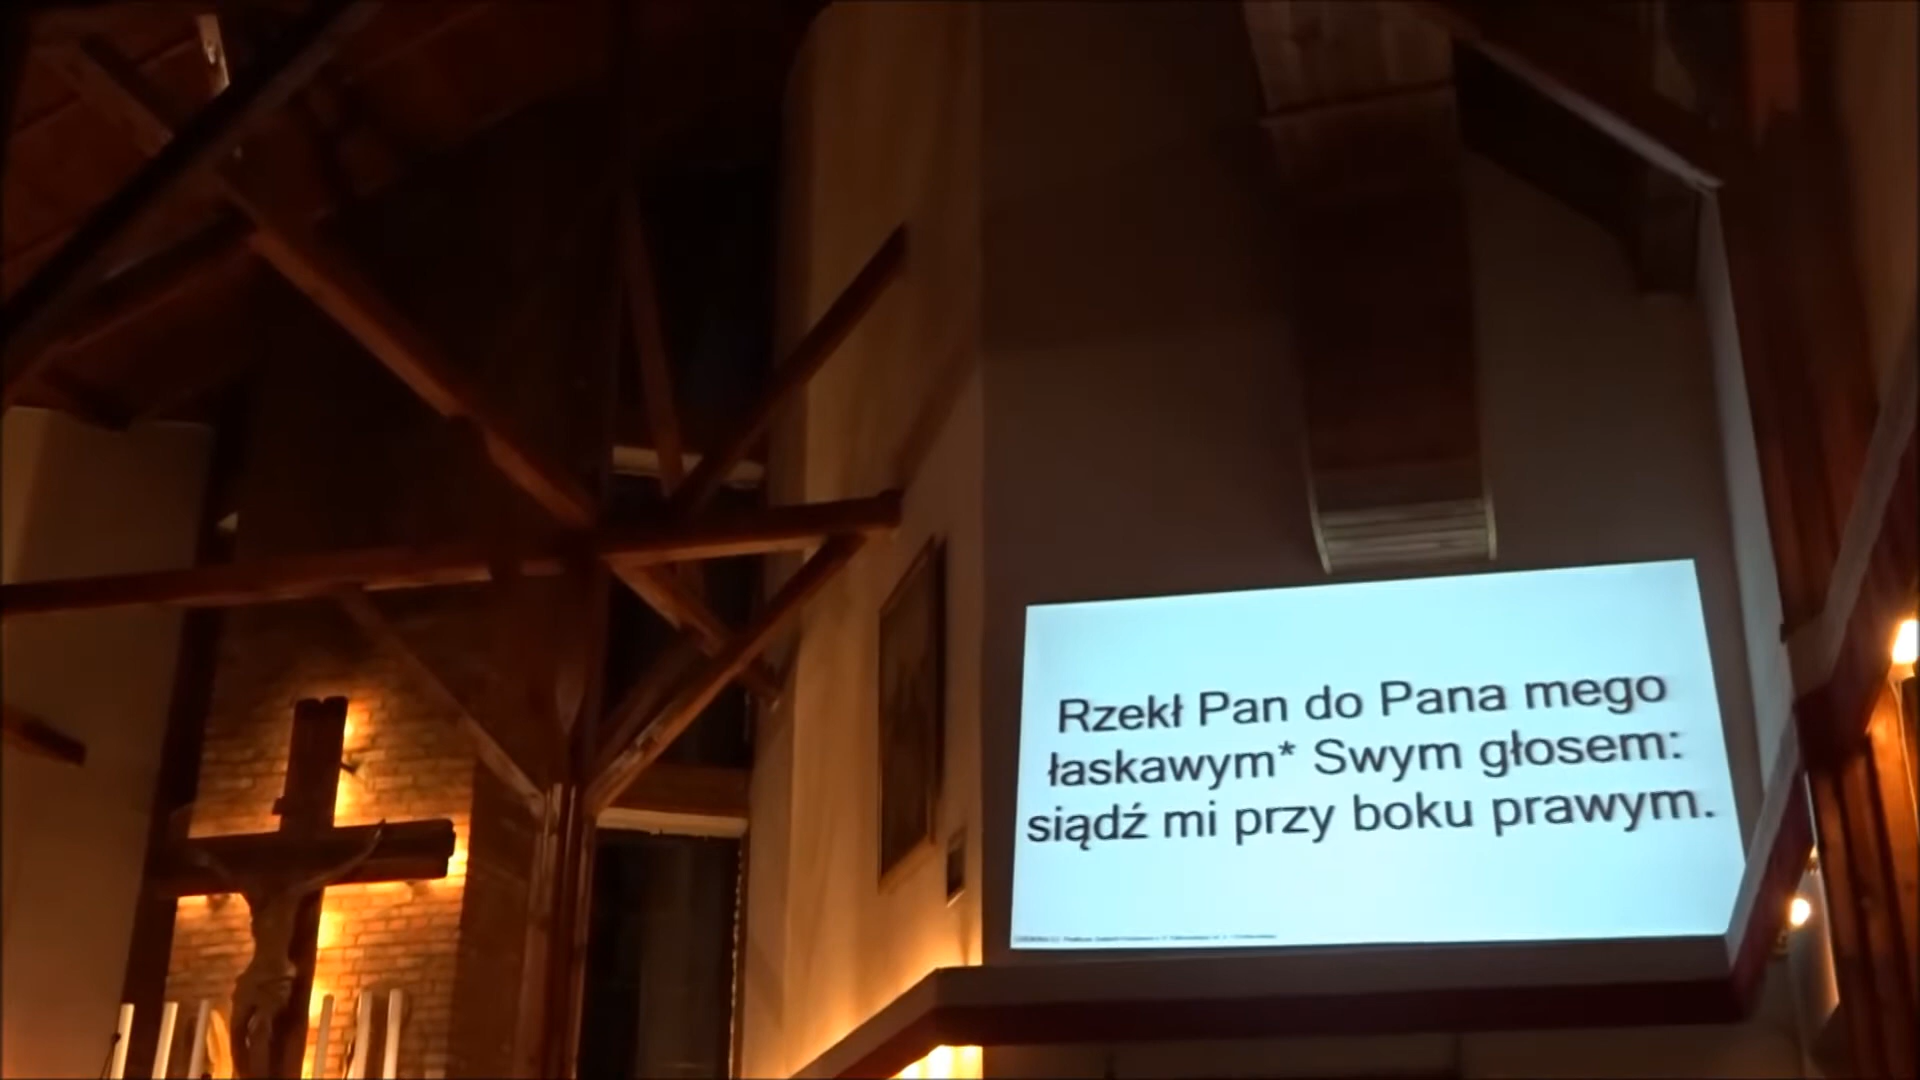 Rzekł Pan do Pana mego
łaskawym* Swym głosem:
siądź mi przy boku prawym.